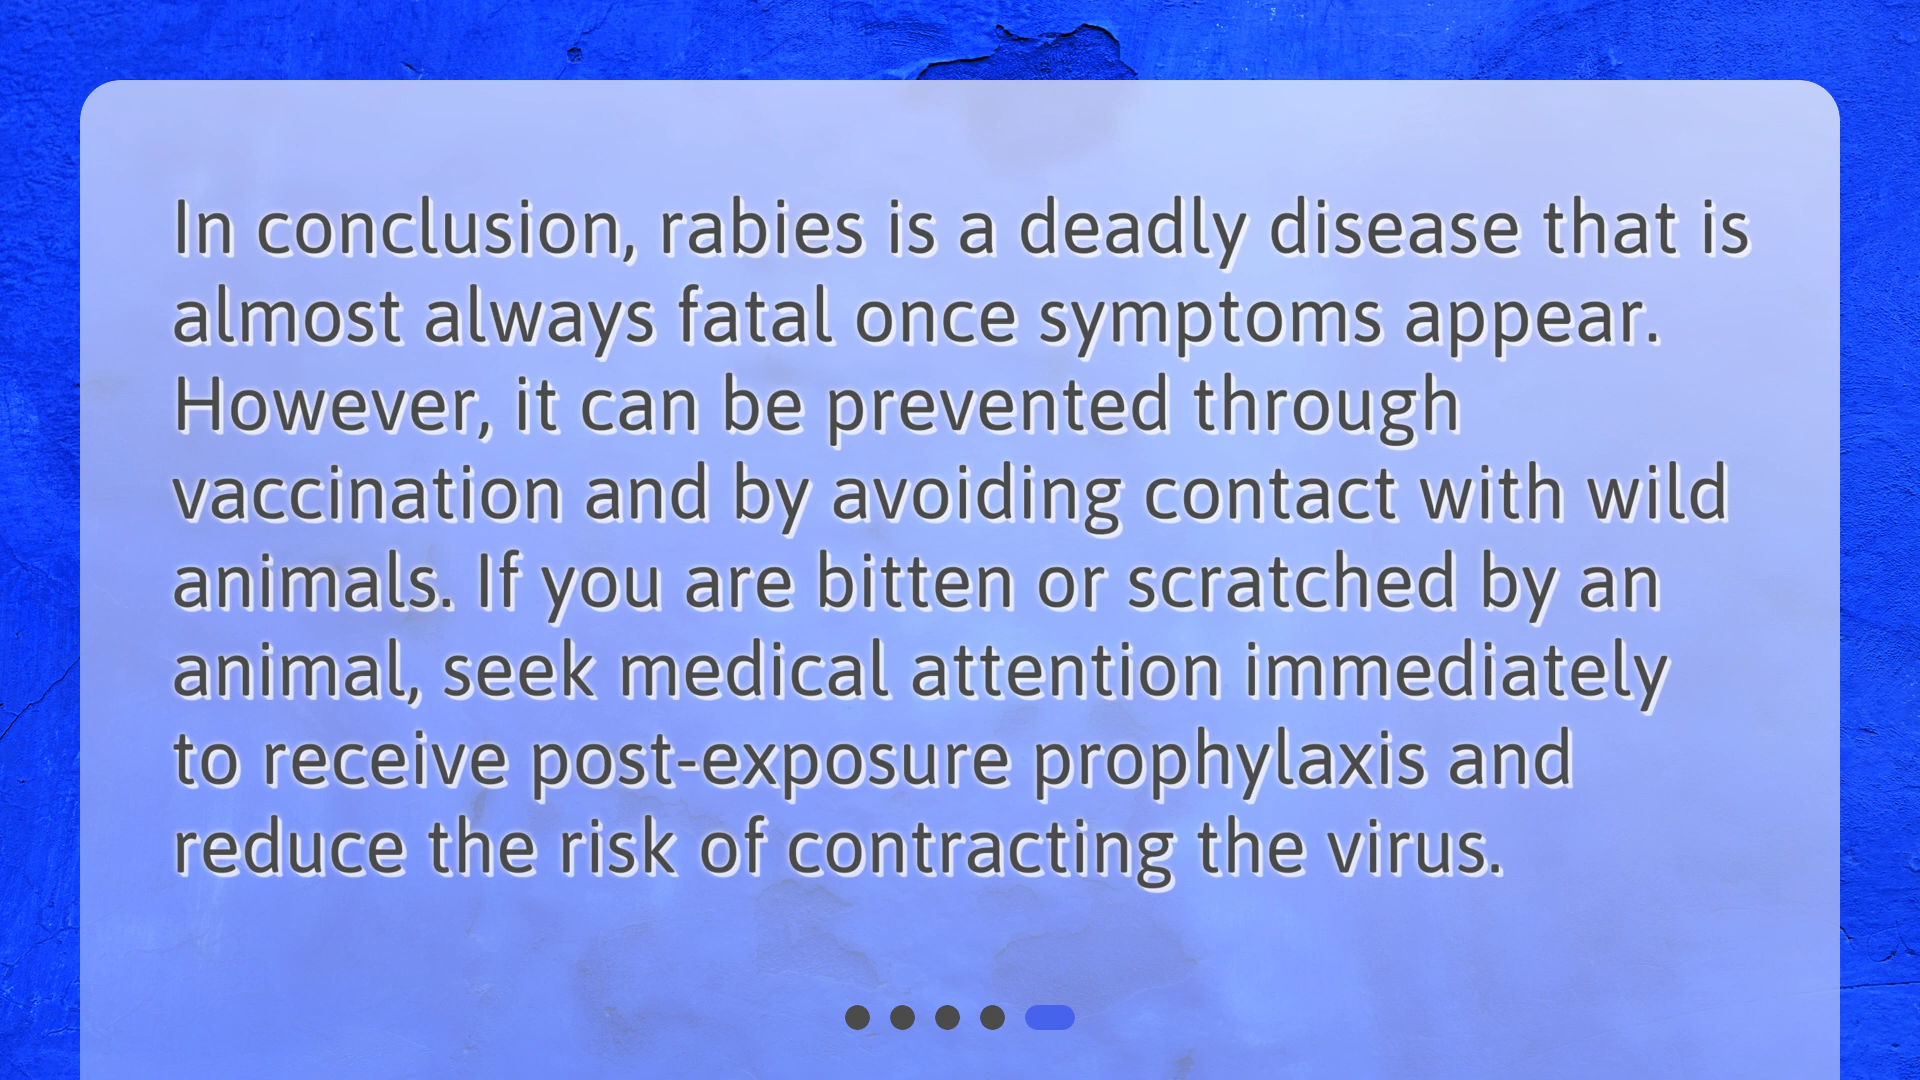 In conclusion, rabies is a deadly disease that is
almost always fatal once symptoms appear.
However, it can be prevented through
vaccination and by avoiding contact with wild
animals. If you are bitten or scratched by an
animal, seek medical attention immediately
to receive post-exposure prophylaxis and
reduce the risk of contracting the virus.